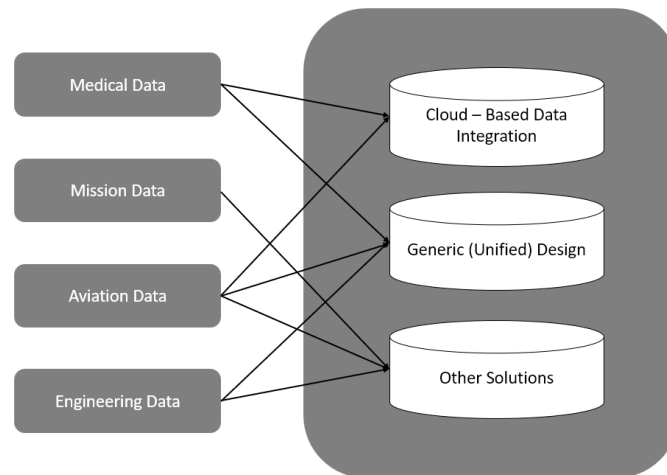 Medical Data
Mission Data
Aviation Data
Engineering Data
Cloud – Based Data
Integration
Generic (Unified) Design
Other Solutions